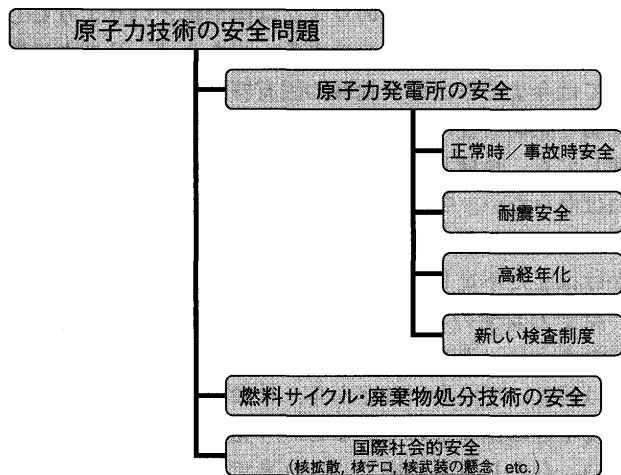 原子力技術の安全問題
原子力発電所の安全
正常時／事故時安全
耐震安全
高経年化
新しい検査制度
燃料サイクル・廃棄物処分技術の安全
国際社会的安全
(核拡散, 核テロ, 核武装の懸念 etc.)